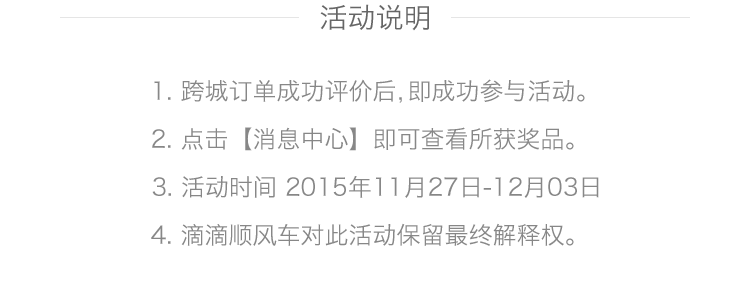 活动说明
1. 跨城订单成功评价后, 即成功参与活动。
2. 点击【消息中心】即可查看所获奖品。
3. 活动时间 2015年11月27日-12月03日
4. 滴滴顺风车对此活动保留最终解释权。